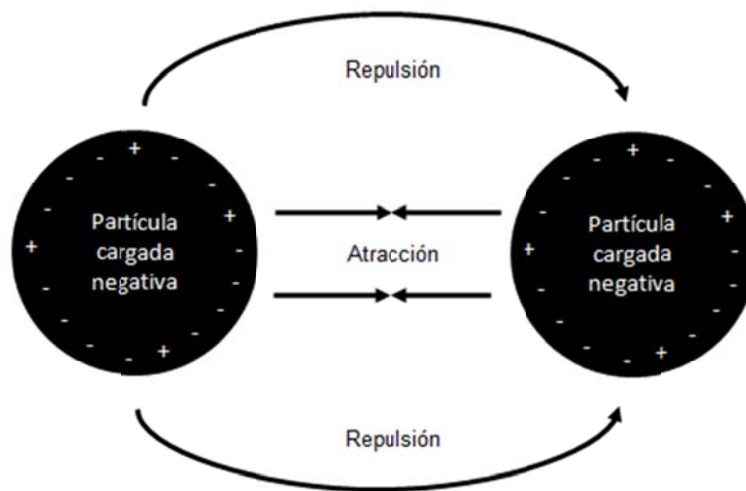 Repulsión
Partícula
cargada
negativa
Atracción
Partícula
cargada
negativa
Repulsión